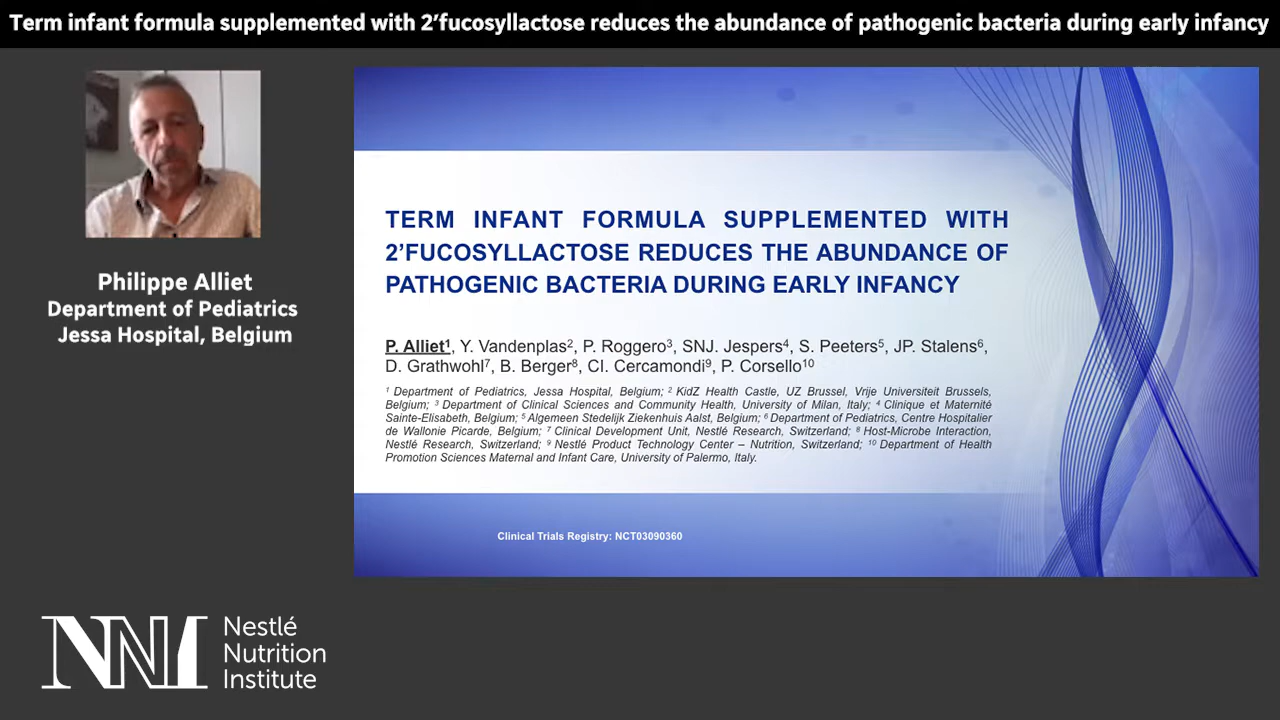 Term infant formula supplemented with 2’fucosyllactose reduces the abundance of pathogenic bacteria during early infancy
Philippe Alliet
Department of Pediatrics
Jessa Hospital, Belgium
TERM INFANT FORMULA SUPPLEMENTED WITH
2’FUCOSYLLACTOSE REDUCES THE ABUNDANCE OF
PATHOGENIC BACTERIA DURING EARLY INFANCY
P. Alliet¹, Y. Vandenplas², P. Roggero³, SNJ. Jespers⁴, S. Peeters⁵, JP. Stalens⁶,
D. Grathwohl⁷, B. Berger⁸, CI. Cercamondi⁹, P. Corsello¹⁰
¹ Department of Pediatrics, Jessa Hospital, Belgium; ² KidZ Health Castle, UZ Brussel, Vrije Universiteit Brussels,
Belgium; ³ Department of Clinical Sciences and Community Health, University of Milan, Italy; ⁴ Clinique et Maternité
Sainte-Elisabeth, Belgium; ⁵ Algemeen Stedelijk Ziekenhuis Aalst, Belgium; ⁶ Department of Pediatrics, Centre Hospitalier
de Wallonie Picarde, Belgium; ⁷ Clinical Development Unit, Nestlé Research, Switzerland; ⁸ Host-Microbe Interaction,
Nestlé Research, Switzerland; ⁹ Nestlé Product Technology Center – Nutrition, Switzerland; ¹⁰ Department of Health
Promotion Sciences Maternal and Infant Care, University of Palermo, Italy.
Clinical Trials Registry: NCT03090360
NNI
Nestlé
Nutrition
Institute